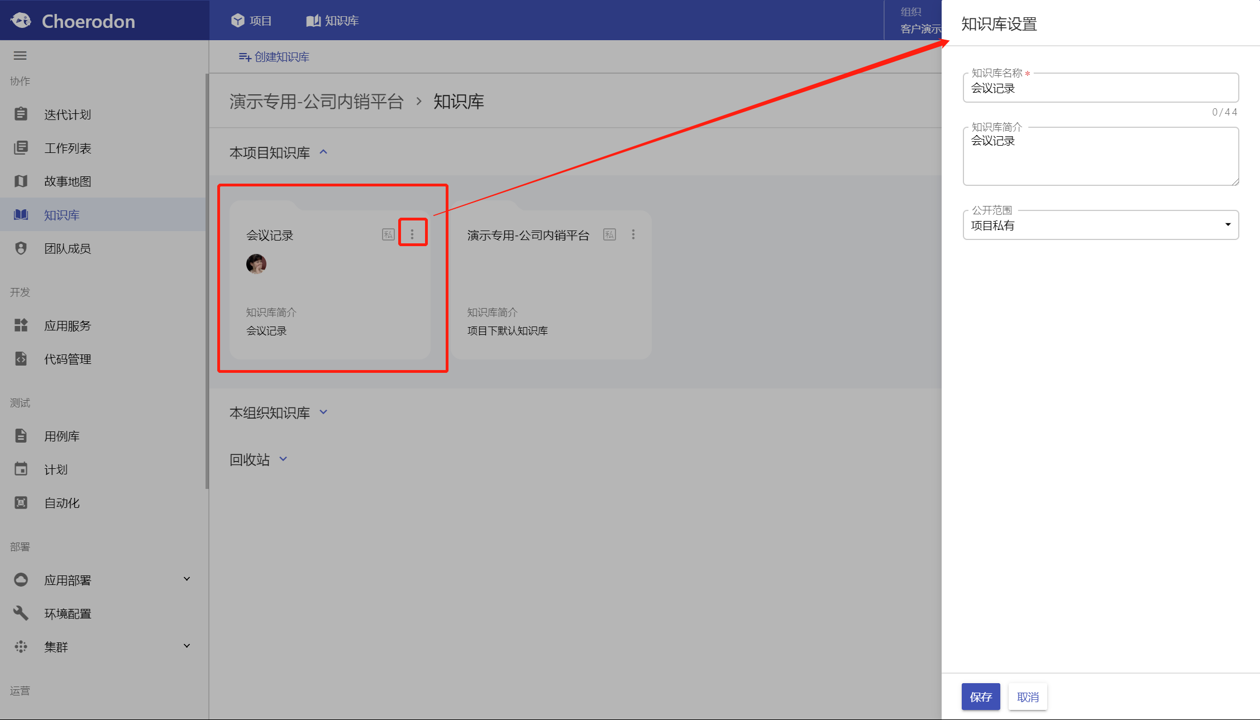 Choerodon
项目
知识库
组织
客户演示
创建知识库
演示专用-公司内销平台 > 知识库
协作
迭代计划
工作列表
故事地图
知识库
团队成员
开发
应用服务
代码管理
测试
用例库
计划
自动化
部署
应用部署
环境配置
集群
运营
本项目知识库
会议记录
私
知识库简介
会议记录
演示专用-公司内销平台
私
知识库简介
项目下默认知识库
本组织知识库
回收站
知识库设置
知识库名称 *
会议记录
0/44
知识库简介
会议记录
公开范围
项目私有
保存
取消